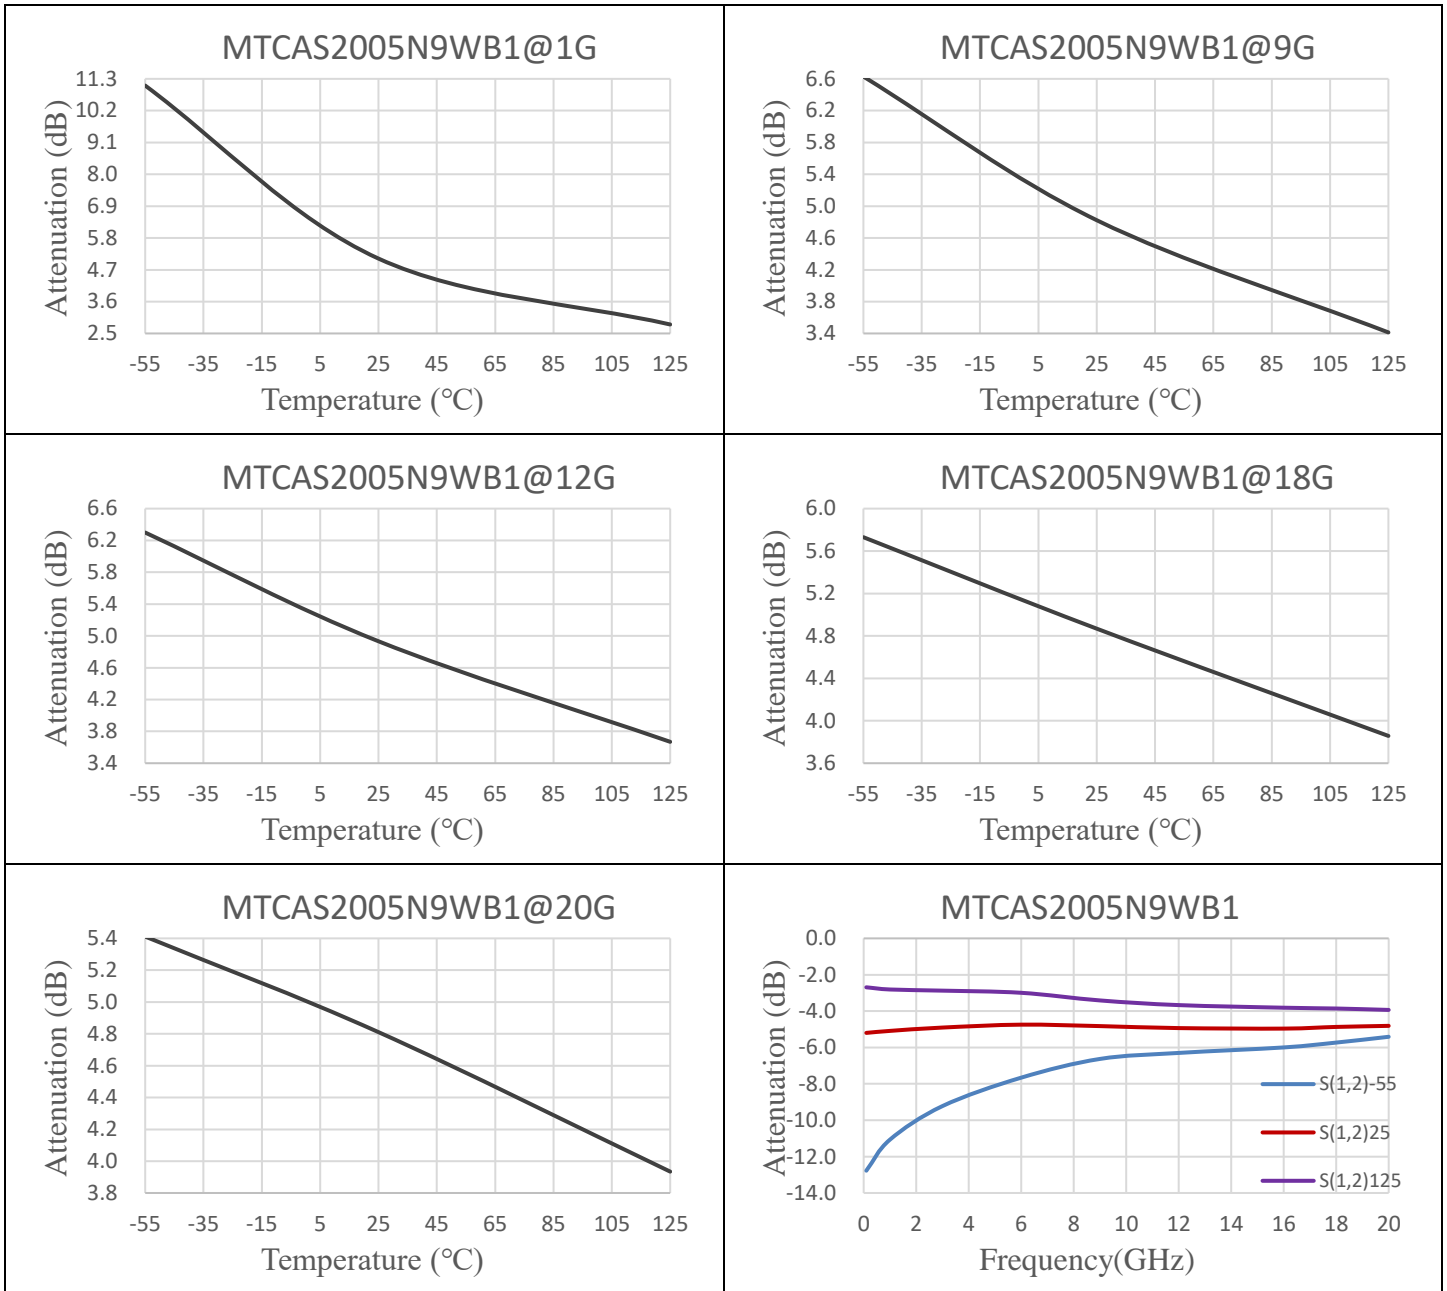 MTCAS2005N9WB1@1G
Attenuation (dB)
11.3
10.2
9.1
8.0
6.9
5.8
4.7
3.6
2.5
-55 -35 -15 5 25 45 65 85 105 125
Temperature (℃)
MTCAS2005N9WB1@9G
Attenuation (dB)
6.6
6.2
5.8
5.4
5.0
4.6
4.2
3.8
3.4
-55 -35 -15 5 25 45 65 85 105 125
Temperature (℃)
MTCAS2005N9WB1@12G
Attenuation (dB)
6.6
6.2
5.8
5.4
5.0
4.6
4.2
3.8
3.4
-55 -35 -15 5 25 45 65 85 105 125
Temperature (℃)
MTCAS2005N9WB1@18G
Attenuation (dB)
6.0
5.6
5.2
4.8
4.4
4.0
3.6
-55 -35 -15 5 25 45 65 85 105 125
Temperature (℃)
MTCAS2005N9WB1@20G
Attenuation (dB)
5.4
5.2
5.0
4.8
4.6
4.4
4.2
4.0
3.8
-55 -35 -15 5 25 45 65 85 105 125
Temperature (℃)
MTCAS2005N9WB1
Attenuation (dB)
0.0
-2.0
-4.0
-6.0
-8.0
-10.0
-12.0
-14.0
S(1,2)-55
S(1,2)25
S(1,2)125
0 2 4 6 8 10 12 14 16 18 20
Frequency(GHz)